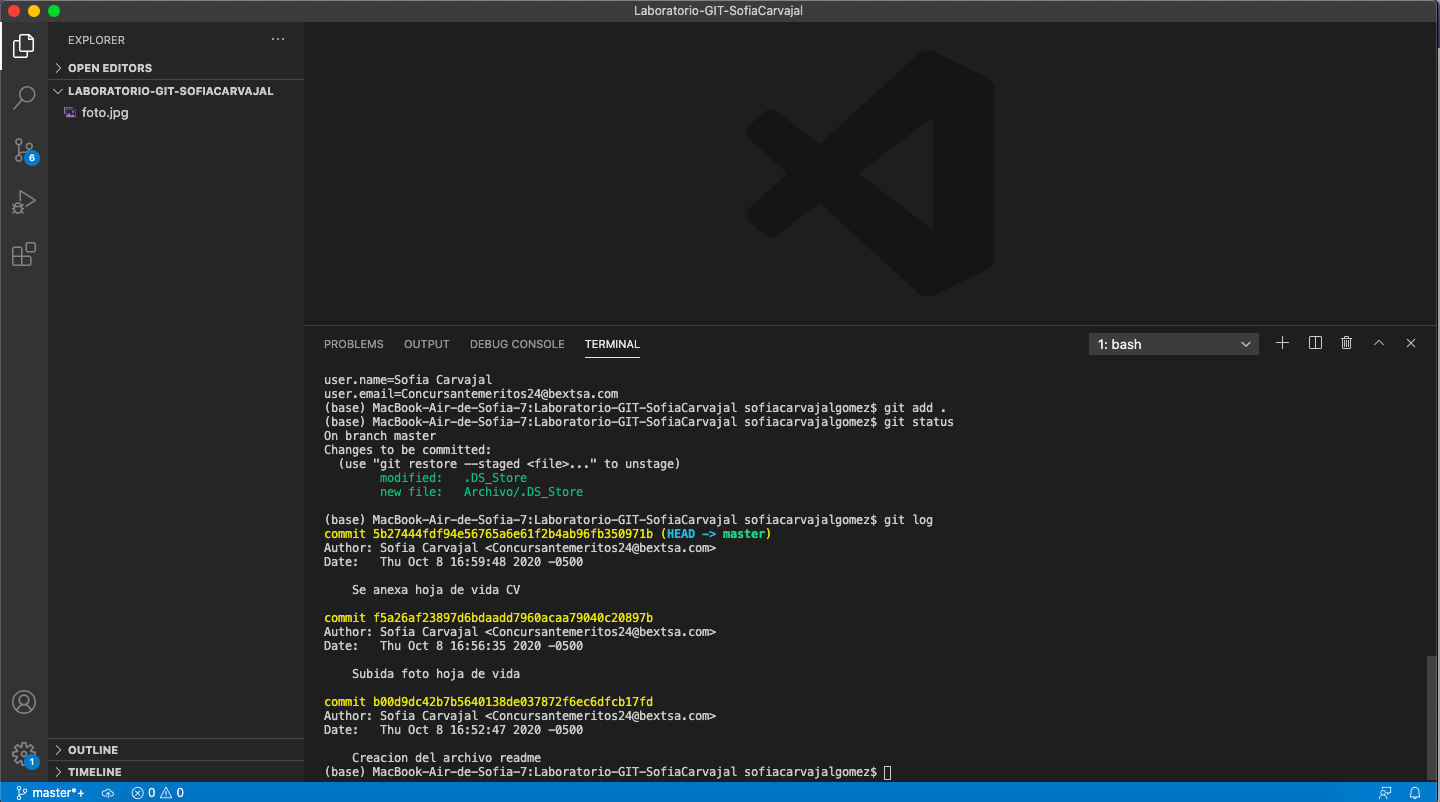 Laboratorio-GIT-SofiaCarvajal
EXPLORER
OPEN EDITORS
LABORATORIO-GIT-SOFIACARVAJAL
foto.jpg
6
PROBLEMS OUTPUT DEBUG CONSOLE TERMINAL 1: bash
user.name=Sofia Carvajal
user.email=Concursantemeritos24@bextsa.com
(base) MacBook-Air-de-Sofia-7:Laboratorio-GIT-SofiaCarvajal sofiacarvajalgomez$ git add .
(base) MacBook-Air-de-Sofia-7:Laboratorio-GIT-SofiaCarvajal sofiacarvajalgomez$ git status
On branch master
Changes to be committed:
  (use "git restore --staged <file>..." to unstage)
        modified:   .DS_Store
        new file:   Archivo/.DS_Store
(base) MacBook-Air-de-Sofia-7:Laboratorio-GIT-SofiaCarvajal sofiacarvajalgomez$ git log
commit 5b27444fdf94e56765a6e61f2b4ab96fb350971b (HEAD -> master)
Author: Sofia Carvajal <Concursantemeritos24@bextsa.com>
Date:   Thu Oct 8 16:59:48 2020 -0500
    Se anexa hoja de vida CV
commit f5a26af23897d6bdaadd7960acaa79040c20897b
Author: Sofia Carvajal <Concursantemeritos24@bextsa.com>
Date:   Thu Oct 8 16:56:35 2020 -0500
    Subida foto hoja de vida
commit b00d9dc42b7b5640138de037872f6ec6dfcb17fd
Author: Sofia Carvajal <Concursantemeritos24@bextsa.com>
Date:   Thu Oct 8 16:52:47 2020 -0500
    Creacion del archivo readme
(base) MacBook-Air-de-Sofia-7:Laboratorio-GIT-SofiaCarvajal sofiacarvajalgomez$
OUTLINE
1
TIMELINE
master*+ 0 0